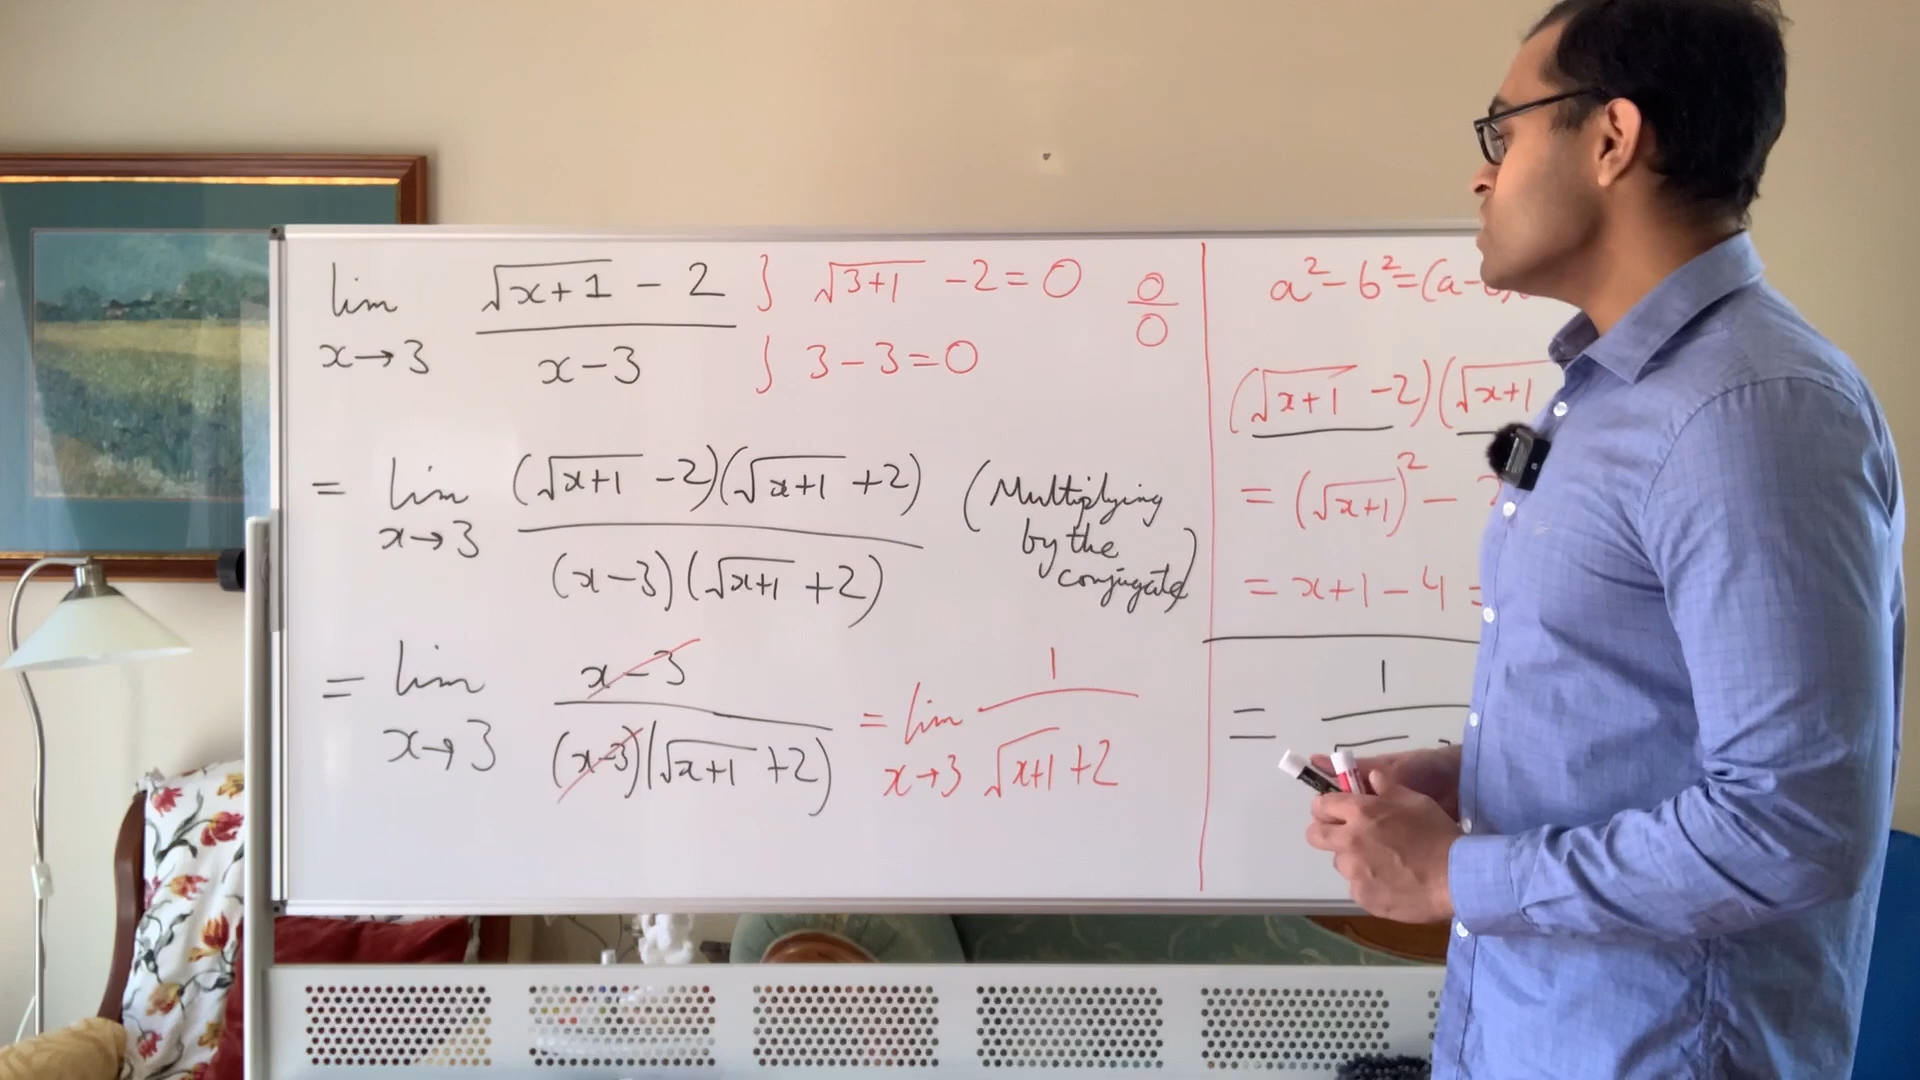 lim √x+1 - 2 } √3+1 - 2 = 0 0
x→3 x-3 } 3-3=0 0
= lim (√x+1 -2)(√x+1 +2) (Multiplying
x→3 (x-3)(√x+1 +2) by the
conjugate)
= lim x-3 = lim 1
x→3 (x-3)(√x+1 +2) x→3 √x+1 +2
a²-b²=(a-
(√x+1 -2)(√x+1
= (√x+1)² -
= x+1-4 =
= 1